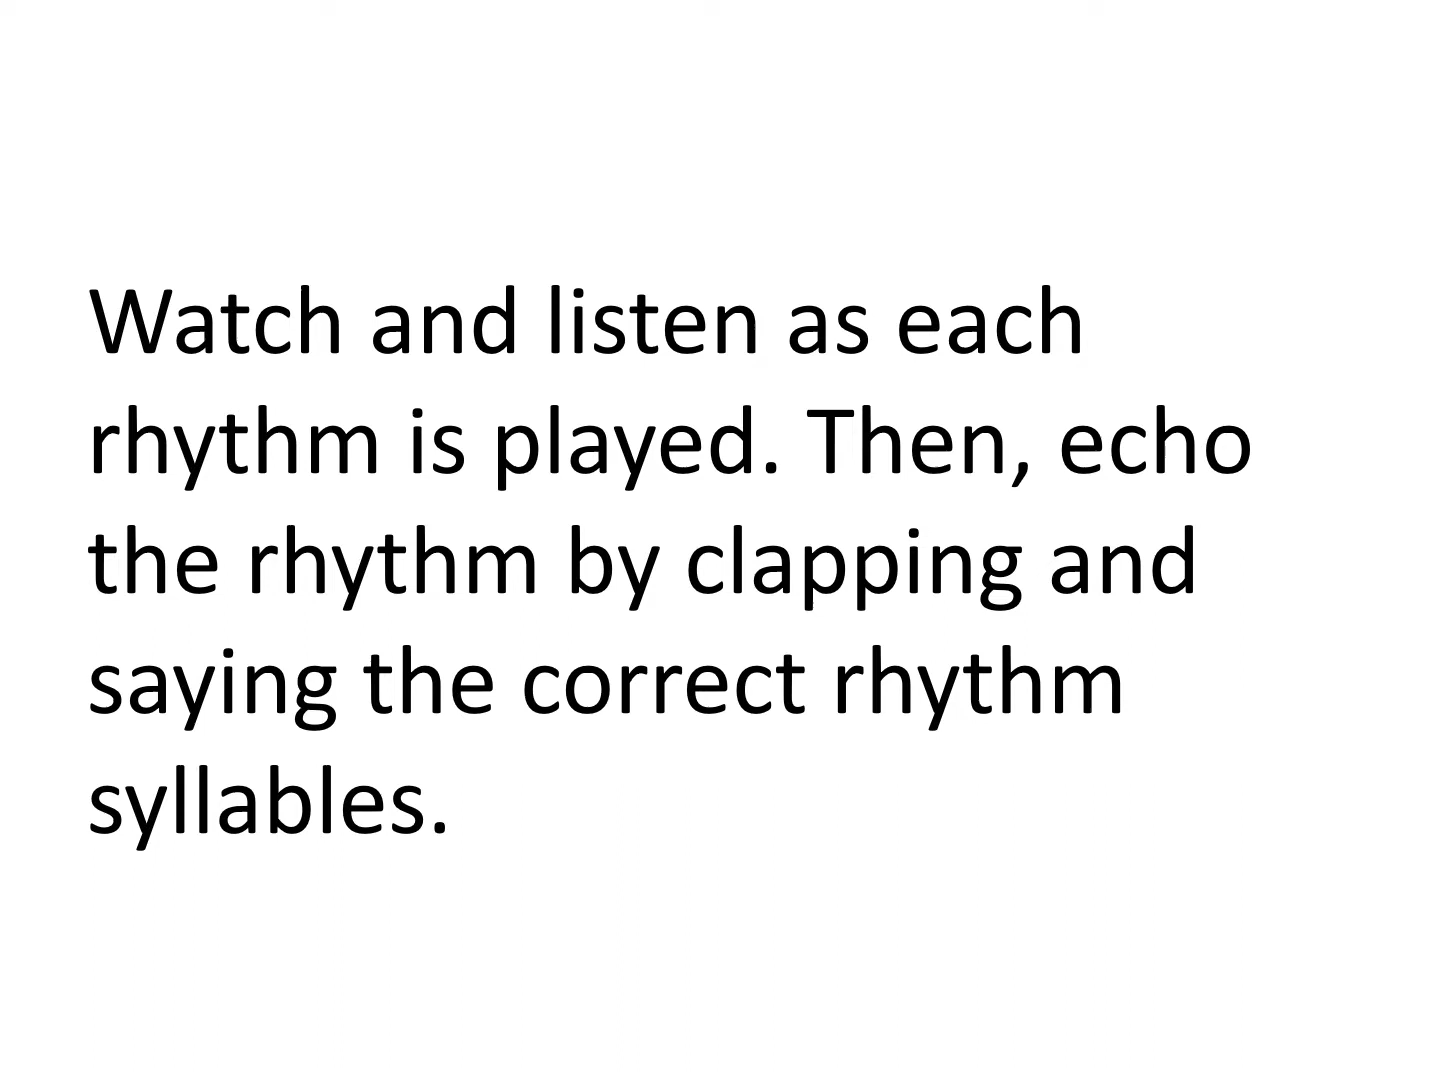 Watch and listen as each
rhythm is played. Then, echo
the rhythm by clapping and
saying the correct rhythm
syllables.